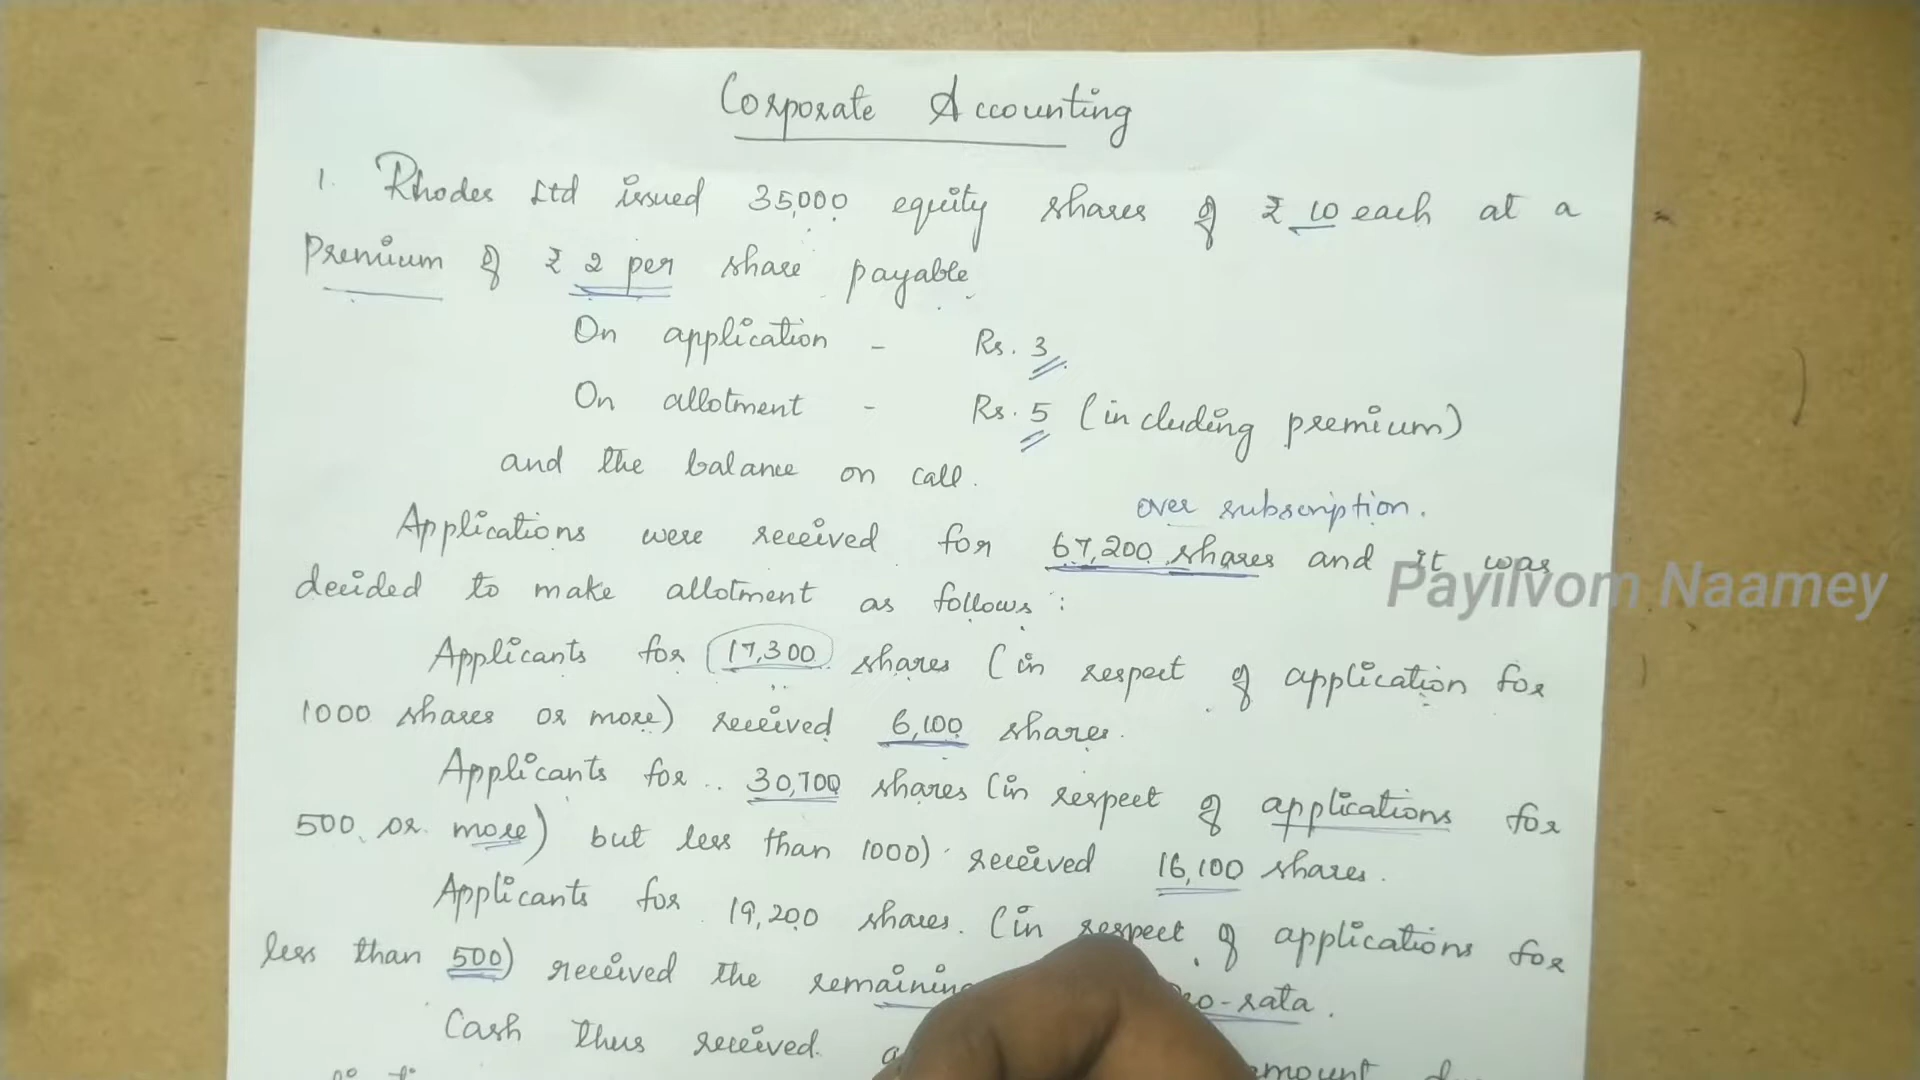 Corporate Accounting
1. Rhodes Ltd issued 35,000 equity shares of ₹ 10 each at a
Premium of ₹ 2 per share payable
On application - Rs. 3
On allotment - Rs. 5 (including premium)
and the balance on call.
over subscription.
Applications were received for 67,200 shares and it was
decided to make allotment as follows :
Payilvom Naamey
Applicants for 17,300 shares (in respect of application for
1000 shares or more) received 6,100 shares.
Applicants for .. 30,700 shares (in respect of applications for
500 or more) but less than 1000) received 16,100 shares.
Applicants for 19,200 shares. (in respect of applications for
less than 500) received the remaining -rata.
Cash thus received amount